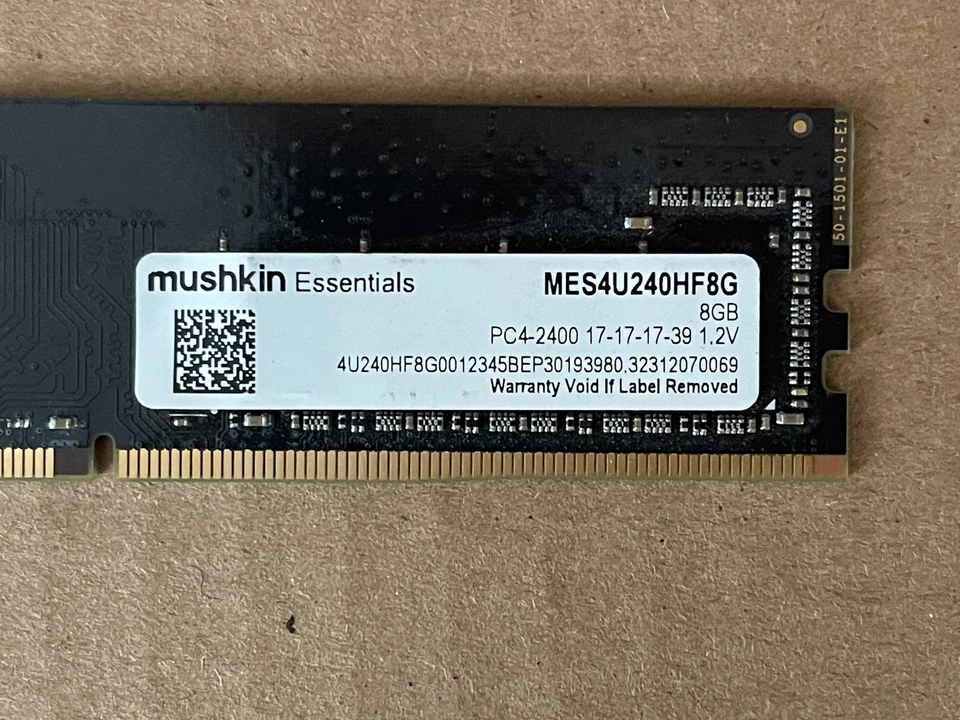 50-1501-01-E1
mushkin Essentials
MES4U240HF8G
8GB
PC4-2400 17-17-17-39 1.2V
4U240HF8G0012345BEP30193980.32312070069
Warranty Void If Label Removed